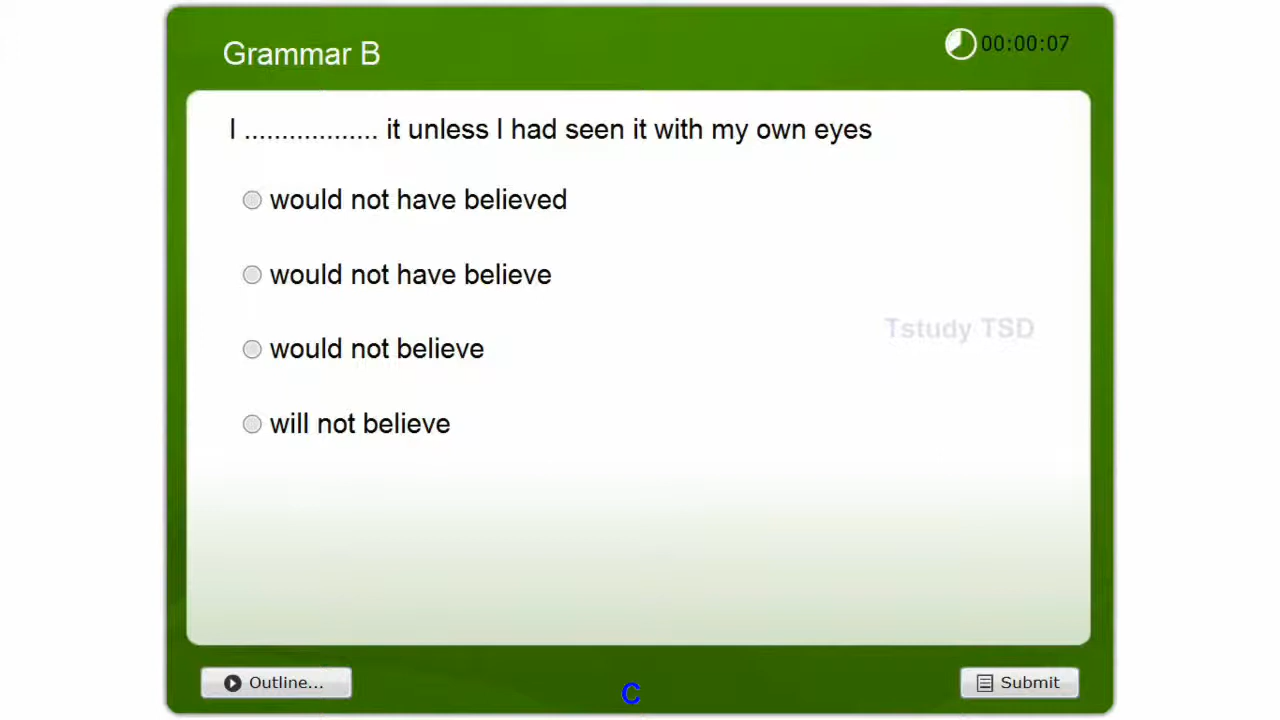 Grammar B
00:00:07
I .................. it unless I had seen it with my own eyes
would not have believed
would not have believe
would not believe
will not believe
Tstudy TSD
Outline...
C
Submit